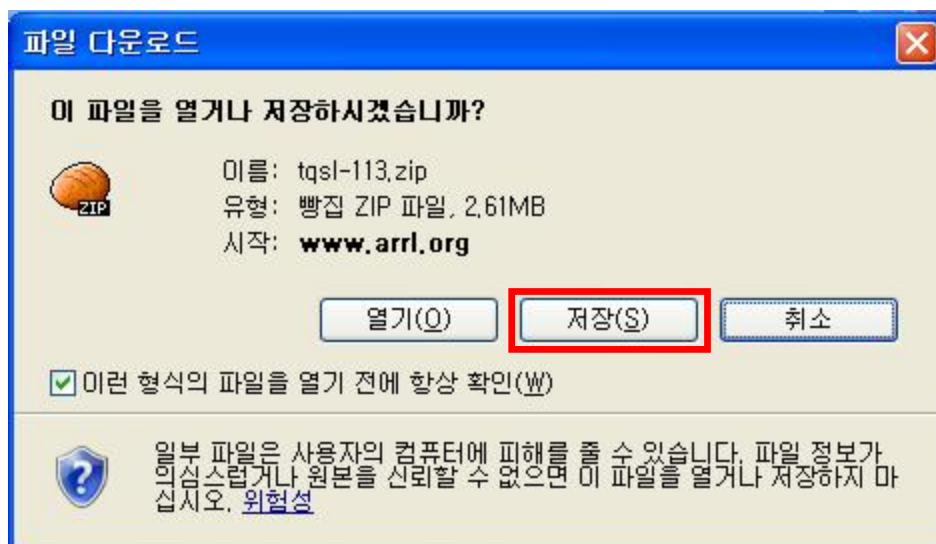 파일 다운로드
이 파일을 열거나 저장하시겠습니까?
ZIP
이름: tqsl-113.zip
유형: 빵집 ZIP 파일, 2,61MB
시작: www.arrl.org
열기(O) 저장(S) 취소
이런 형식의 파일을 열기 전에 항상 확인(W)
일부 파일은 사용자의 컴퓨터에 피해를 줄 수 있습니다. 파일 정보가
의심스럽거나 원본을 신뢰할 수 없으면 이 파일을 열거나 저장하지 마
십시오. 위험성